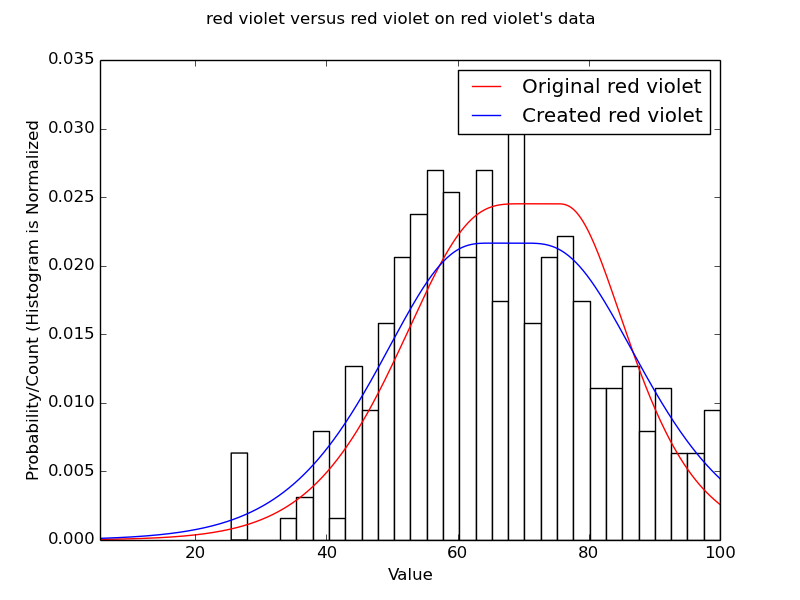 red violet versus red violet on red violet's data
Original red violet
Created red violet
0.035
0.030
0.025
0.020
0.015
0.010
0.005
0.000
Probability/Count (Histogram is Normalized
20 40 60 80 100
Value